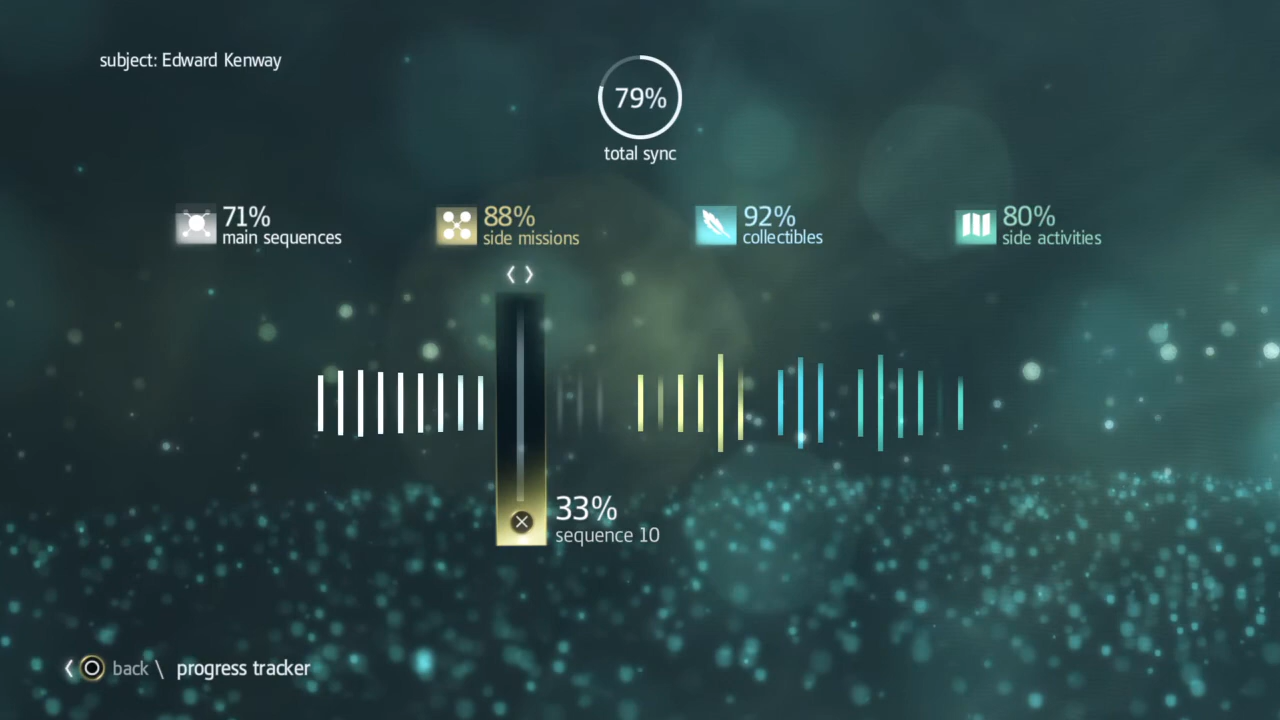 subject: Edward Kenway
79%
total sync
71%
main sequences
88%
side missions
92%
collectibles
80%
side activities
33%
sequence 10
back \ progress tracker